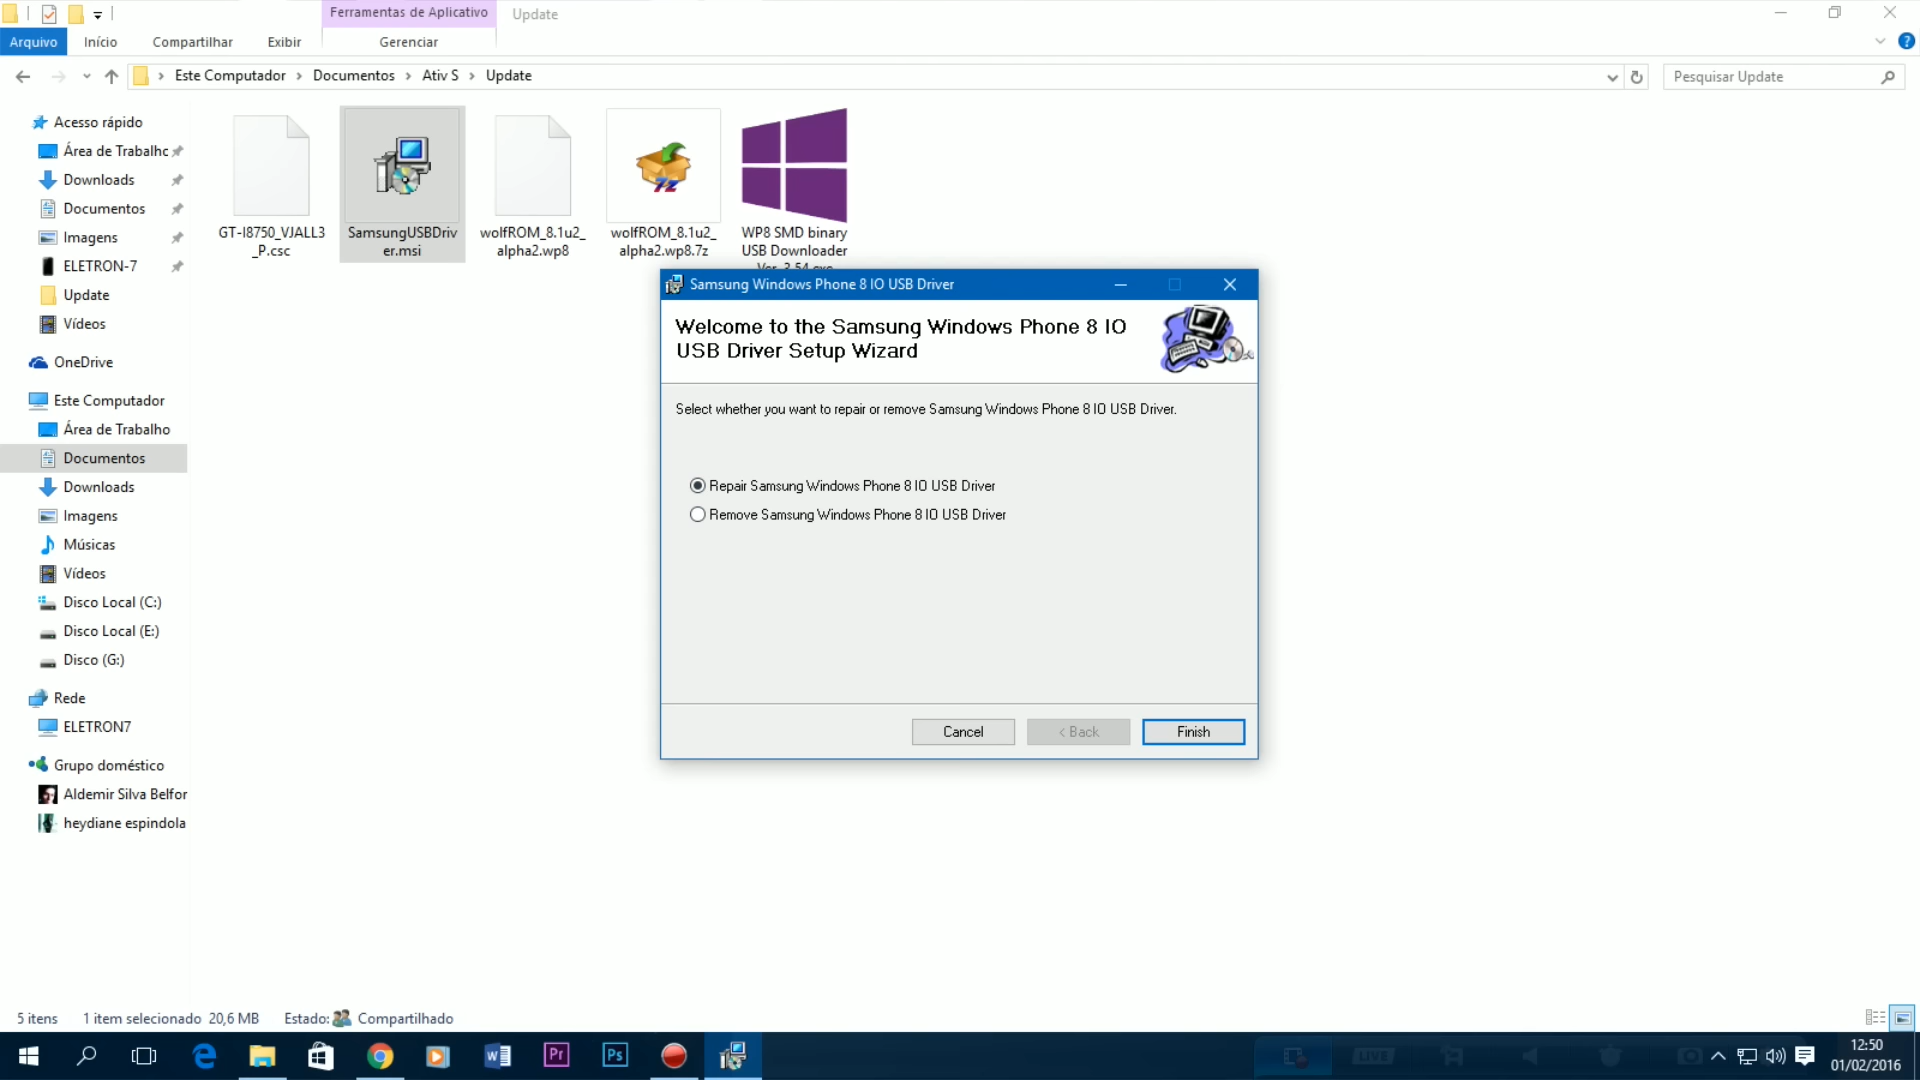 Ferramentas de Aplicativo
Update
Arquivo
Início
Compartilhar
Exibir
Gerenciar
Este Computador
Documentos
Ativ S
Update
Pesquisar Update
Acesso rápido
Área de Trabalho
Downloads
Documentos
Imagens
ELETRON-7
Update
Vídeos
OneDrive
Este Computador
Área de Trabalho
Documentos
Downloads
Imagens
Músicas
Vídeos
Disco Local (C:)
Disco Local (E:)
Disco (G:)
Rede
ELETRON7
Grupo doméstico
Aldemir Silva Belfor
heydiane espindola
GT-I8750_VJALL3
_P.csc
SamsungUSBDriv
er.msi
wolfROM_8.1u2_
alpha2.wp8
wolfROM_8.1u2_
alpha2.wp8.7z
WP8 SMD binary
USB Downloader
Ver_3.54.exe
Samsung Windows Phone 8 IO USB Driver
Welcome to the Samsung Windows Phone 8 IO
USB Driver Setup Wizard
Select whether you want to repair or remove Samsung Windows Phone 8 IO USB Driver.
Repair Samsung Windows Phone 8 IO USB Driver
Remove Samsung Windows Phone 8 IO USB Driver
Cancel
< Back
Finish
5 itens
1 item selecionado 20,6 MB
Estado:
Compartilhado
Pr
Ps
LIVE
12:50
01/02/2016